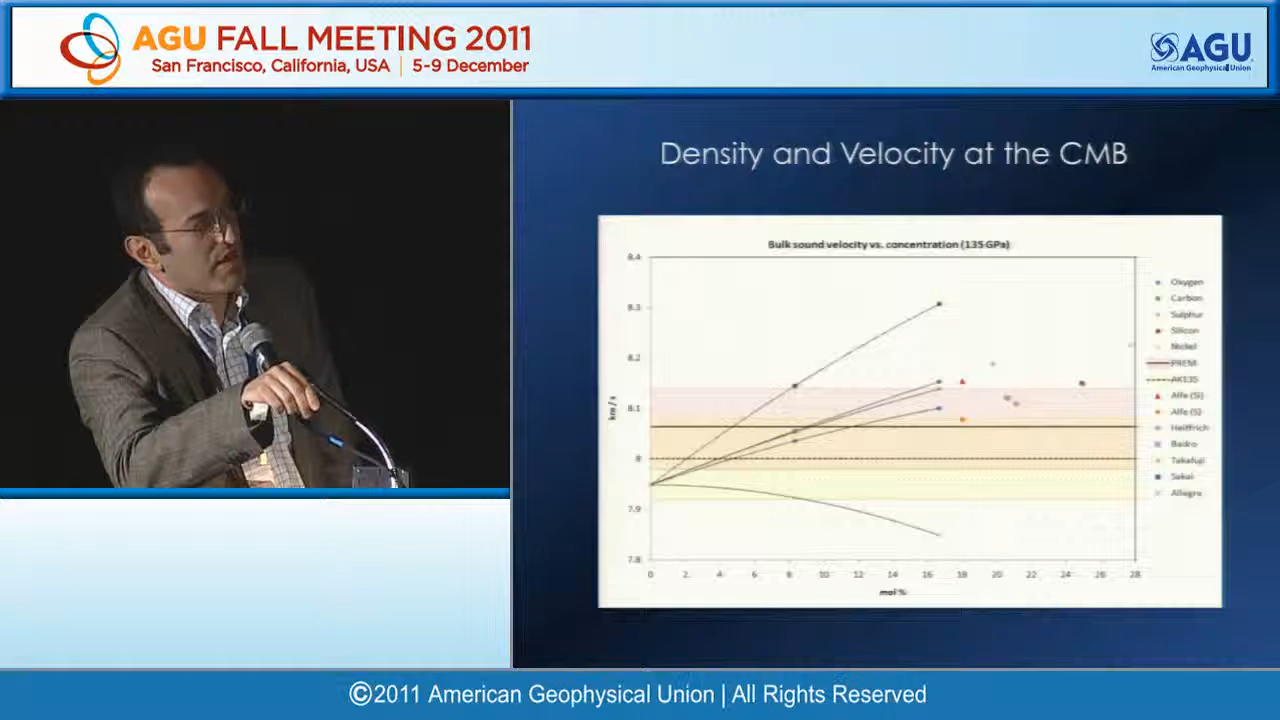 AGU FALL MEETING 2011
San Francisco, California, USA | 5-9 December
AGU
American Geophysical Union
Density and Velocity at the CMB
Bulk sound velocity vs. concentration (135 GPa)
8.4
8.3
8.2
8.1
8
7.9
7.8
km/s
0 2 4 6 8 10 12 14 16 18 20 22 24 26 28
mol %
Oxygen
Carbon
Sulphur
Silicon
Nickel
PREM
AK135
Alfe (Si)
Alfe (S)
Helffrich
Badro
Takafuji
Sakai
Allegre
©2011 American Geophysical Union | All Rights Reserved